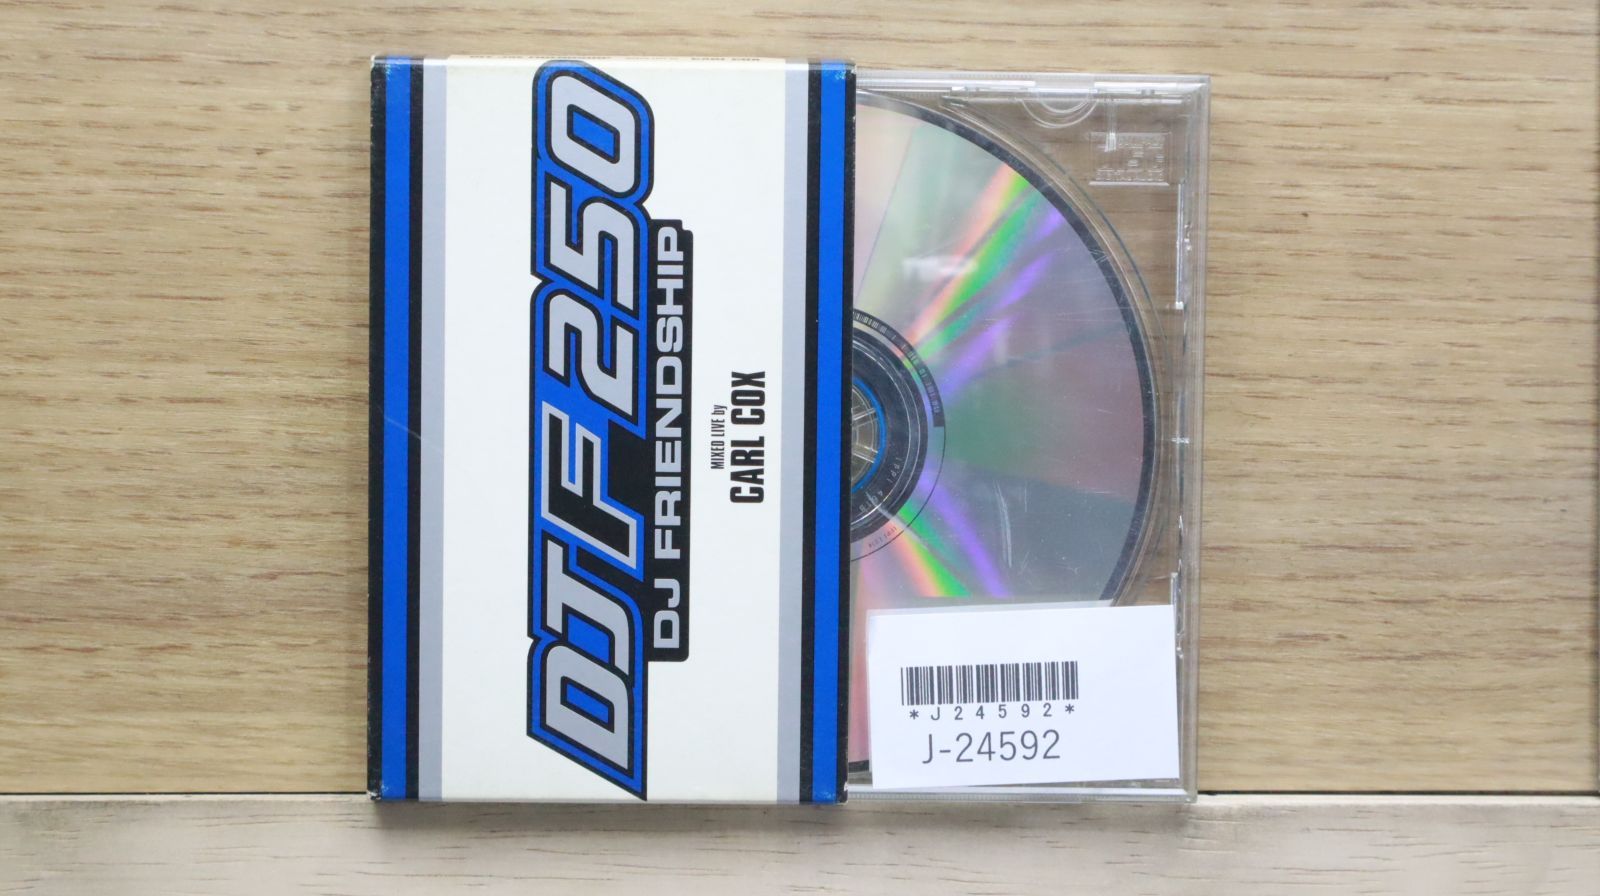 DJF 250
DJ FRIENDSHIP
MIXED LIVE by
CARL COX
*J24592*
J-24592